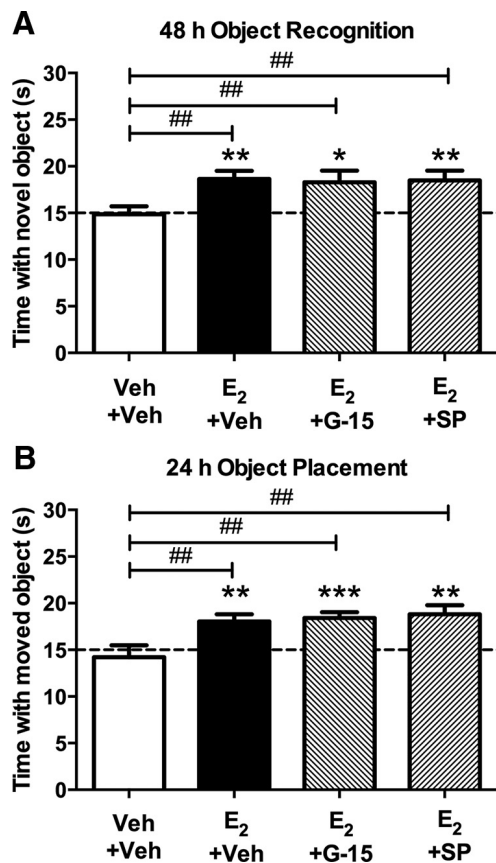 A
48 h Object Recognition
Time with novel object (s)
30
25
20
15
10
5
0
##
##
##
**
*
**
Veh +Veh
E2 +Veh
E2 +G-15
E2 +SP
B
24 h Object Placement
Time with moved object (s)
30
25
20
15
10
5
0
##
##
##
**
***
**
Veh +Veh
E2 +Veh
E2 +G-15
E2 +SP